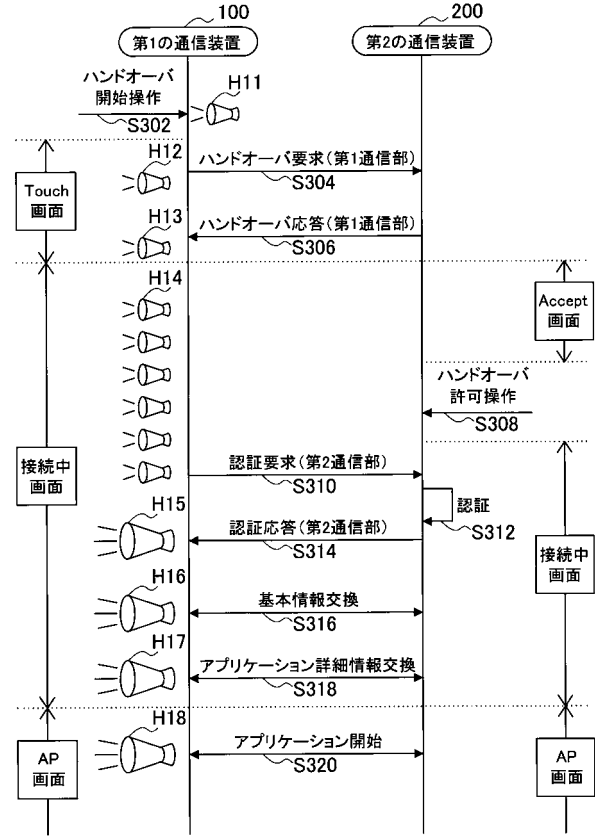 100
200
第1の通信装置
第2の通信装置
ハンドオーバ
開始操作
H11
S302
H12
ハンドオーバ要求(第1通信部)
S304
Touch
画面
H13
ハンドオーバ応答(第1通信部)
S306
H14
Accept
画面
ハンドオーバ
許可操作
S308
接続中
画面
認証要求(第2通信部)
S310
H15
認証
S312
認証応答(第2通信部)
S314
接続中
画面
H16
基本情報交換
S316
H17
アプリケーション詳細情報交換
S318
H18
アプリケーション開始
S320
AP
画面
AP
画面